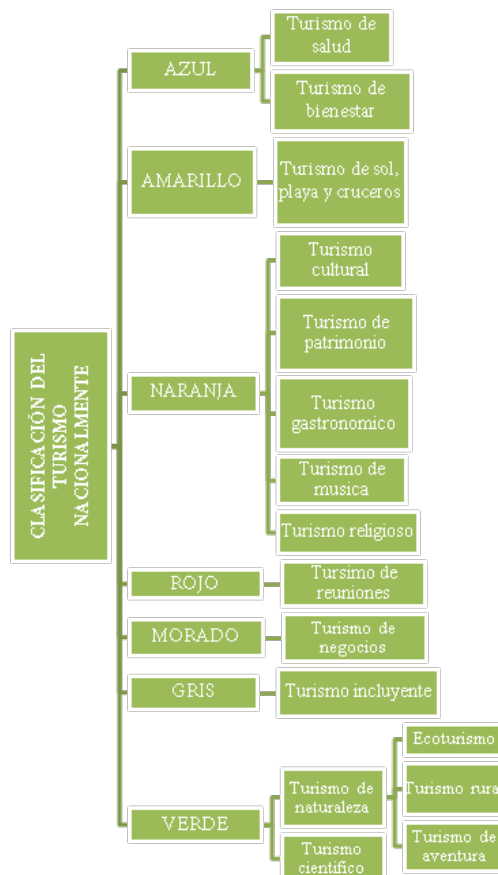 CLASIFICACIÓN DEL
TURISMO
NACIONALMENTE
AZUL
Turismo de
salud
Turismo de
bienestar
AMARILLO
Turismo de sol,
playa y cruceros
NARANJA
Turismo
cultural
Turismo de
patrimonio
Turismo
gastronomico
Turismo de
musica
Turismo religioso
ROJO
Tursimo de
reuniones
MORADO
Turismo de
negocios
GRIS
Turismo incluyente
VERDE
Turismo de
naturaleza
Ecoturismo
Turismo rural
Turismo de
aventura
Turismo
cientifico